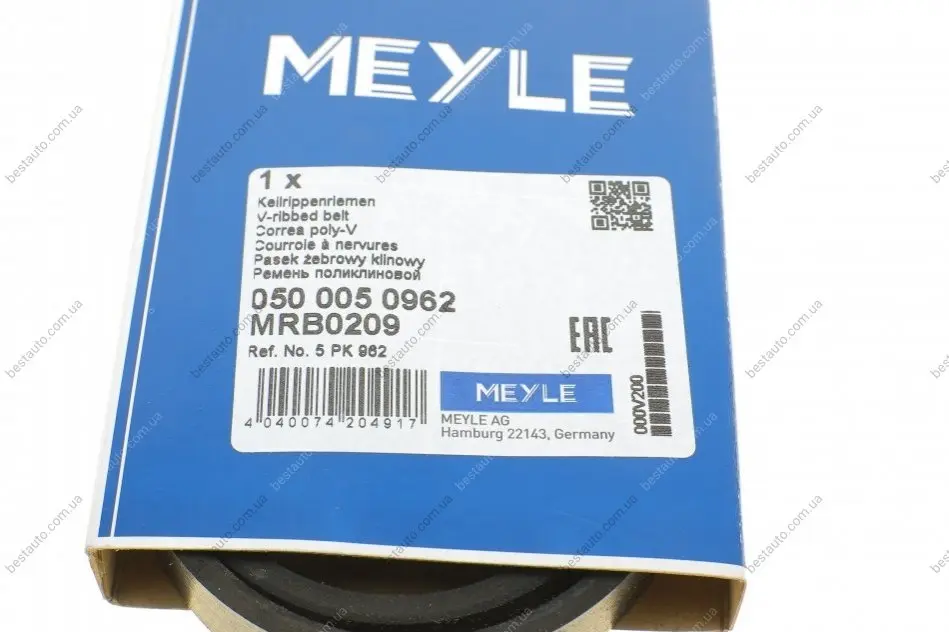 MEYLE
1 x
Keilrippenriemen
V-ribbed belt
Correa poly-V
Courroie à nervures
Pasek żebrowy klinowy
Ремень поликлиновой
050 005 0962
MRB0209
Ref. No. 5 PK 962
EAC
4 040074 204917
MEYLE
MEYLE AG
Hamburg 22143, Germany
000V200
bestauto.com.ua